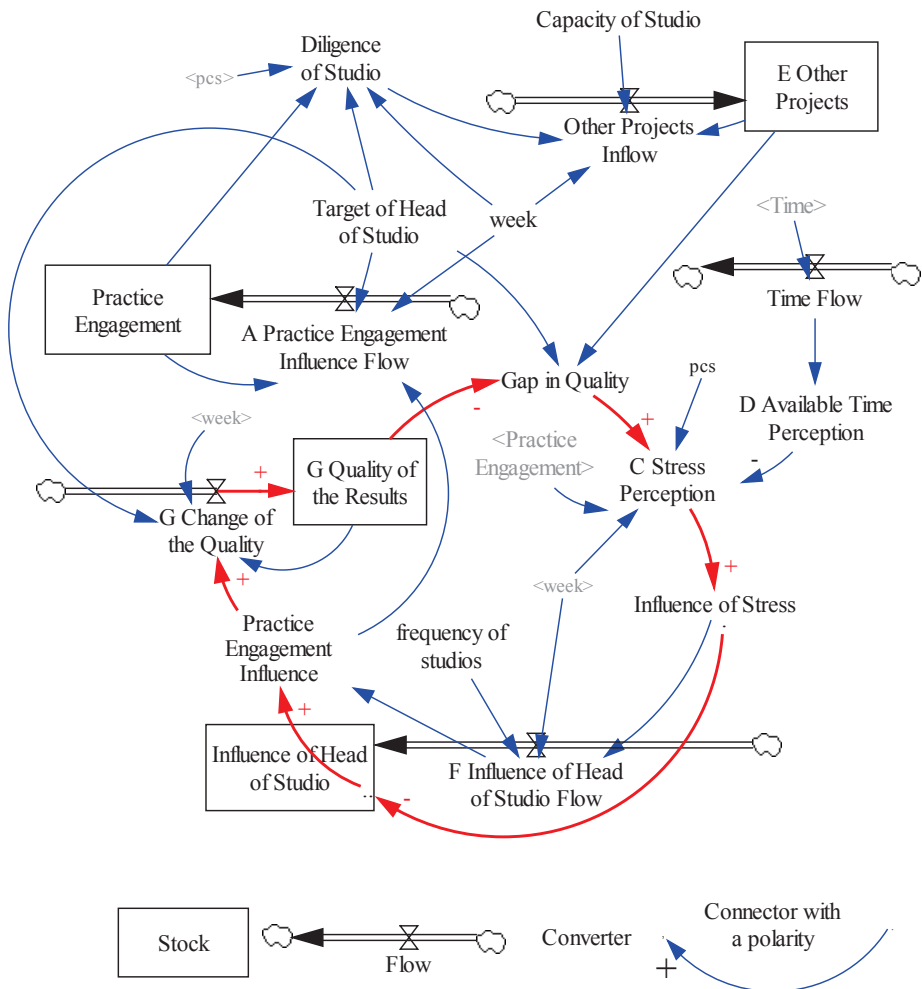 Capacity of Studio
Diligence
of Studio
<pcs>
E Other
Projects
Other Projects
Inflow
Target of Head
of Studio
week
<Time>
Practice
Engagement
Time Flow
A Practice Engagement
Influence Flow
Gap in Quality
pcs
-
+
D Available Time
Perception
<week>
<Practice
Engagement>
-
G Quality of
the Results
C Stress
Perception
+
G Change of
the Quality
+
+
<week>
Influence of Stress
Practice
Engagement
Influence
frequency of
studios
+
Influence of Head
of Studio
F Influence of Head
of Studio Flow
-
Stock
Flow
Converter
Connector with
a polarity
+